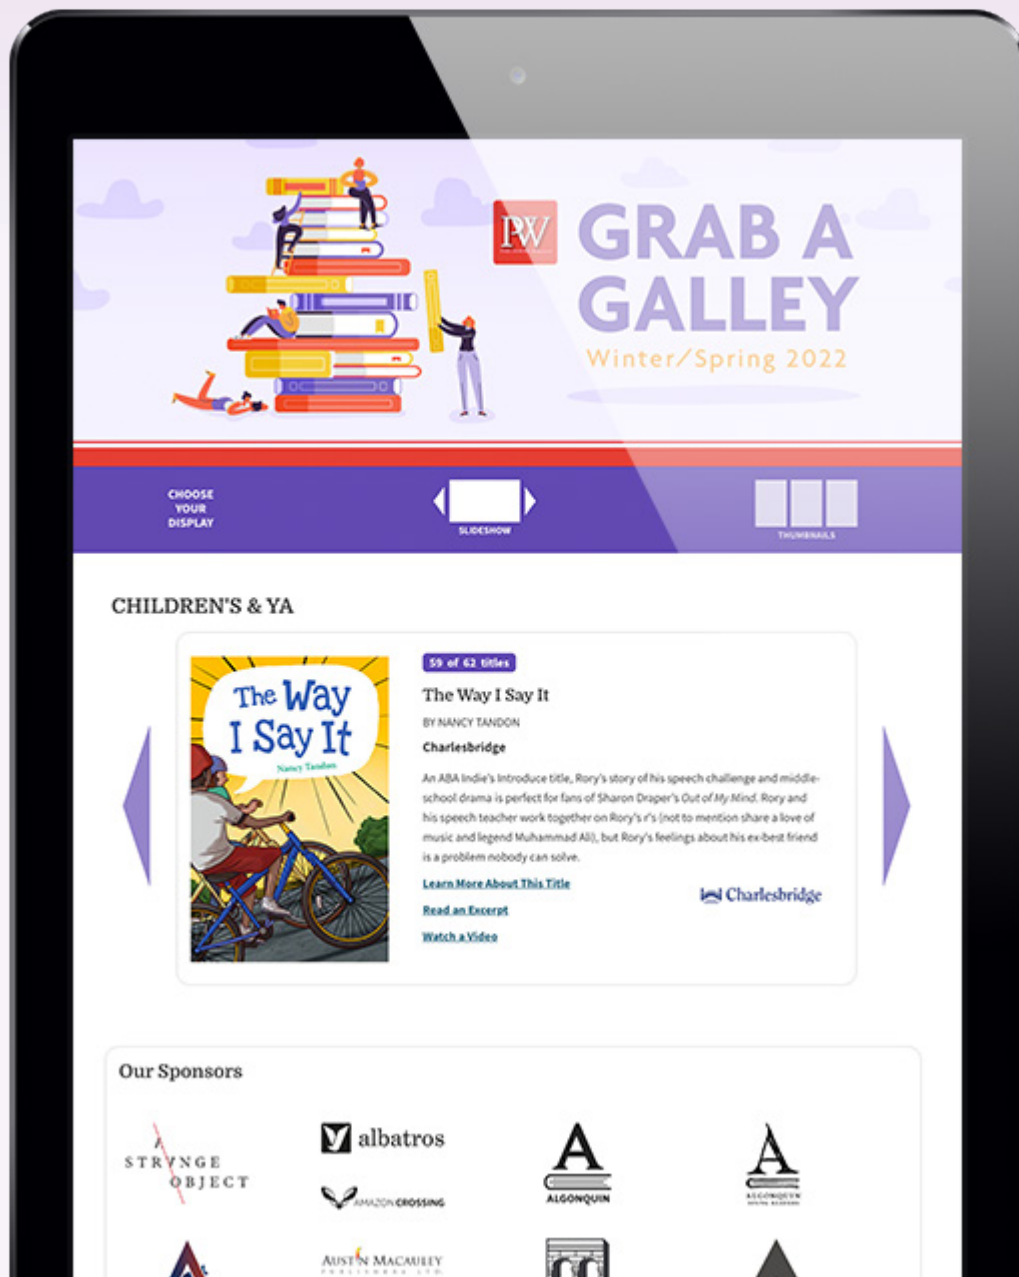 PW
GRAB A
GALLEY
Winter/Spring 2022
CHOOSE
YOUR
DISPLAY
SLIDESHOW
THUMBNAILS
CHILDREN'S & YA
The Way
I Say It
Nancy Tandon
59 of 62 titles
The Way I Say It
BY NANCY TANDON
Charlesbridge
An ABA Indie's Introduce title, Rory's story of his speech challenge and middle-
school drama is perfect for fans of Sharon Draper's Out of My Mind. Rory and
his speech teacher work together on Rory's r's (not to mention share a love of
music and legend Muhammad Ali), but Rory's feelings about his ex-best friend
is a problem nobody can solve.
Learn More About This Title
Read an Excerpt
Watch a Video
Charlesbridge
Our Sponsors
A
STRANGE
OBJECT
albatros
AMAZON CROSSING
A
ALGONQUIN
A
ALGONQUIN
YOUNG READERS
AUSTIN MACAULEY
PUBLISHERS LTD.